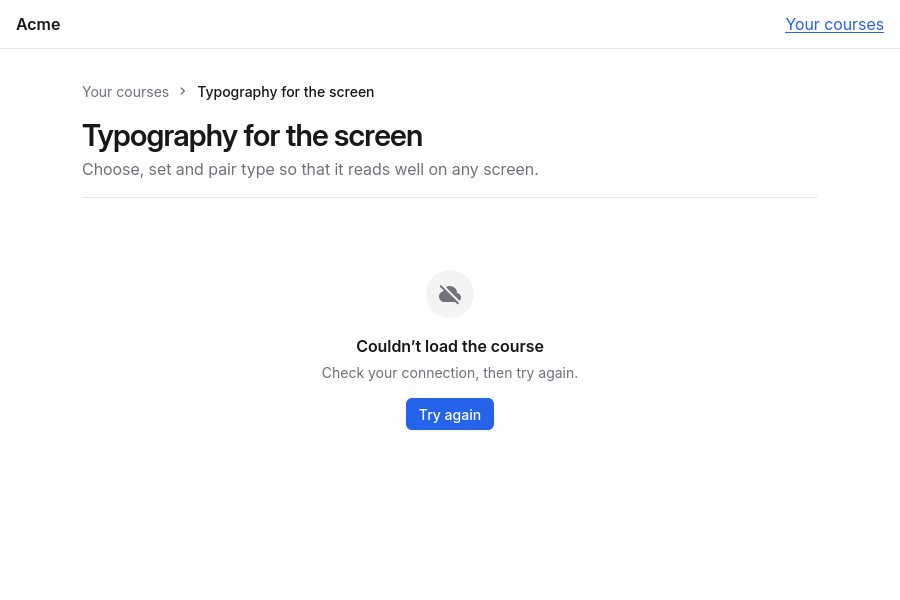 Acme
Your courses
Your courses
Typography for the screen
Typography for the screen
Choose, set and pair type so that it reads well on any screen.
Couldn’t load the course
Check your connection, then try again.
Try again